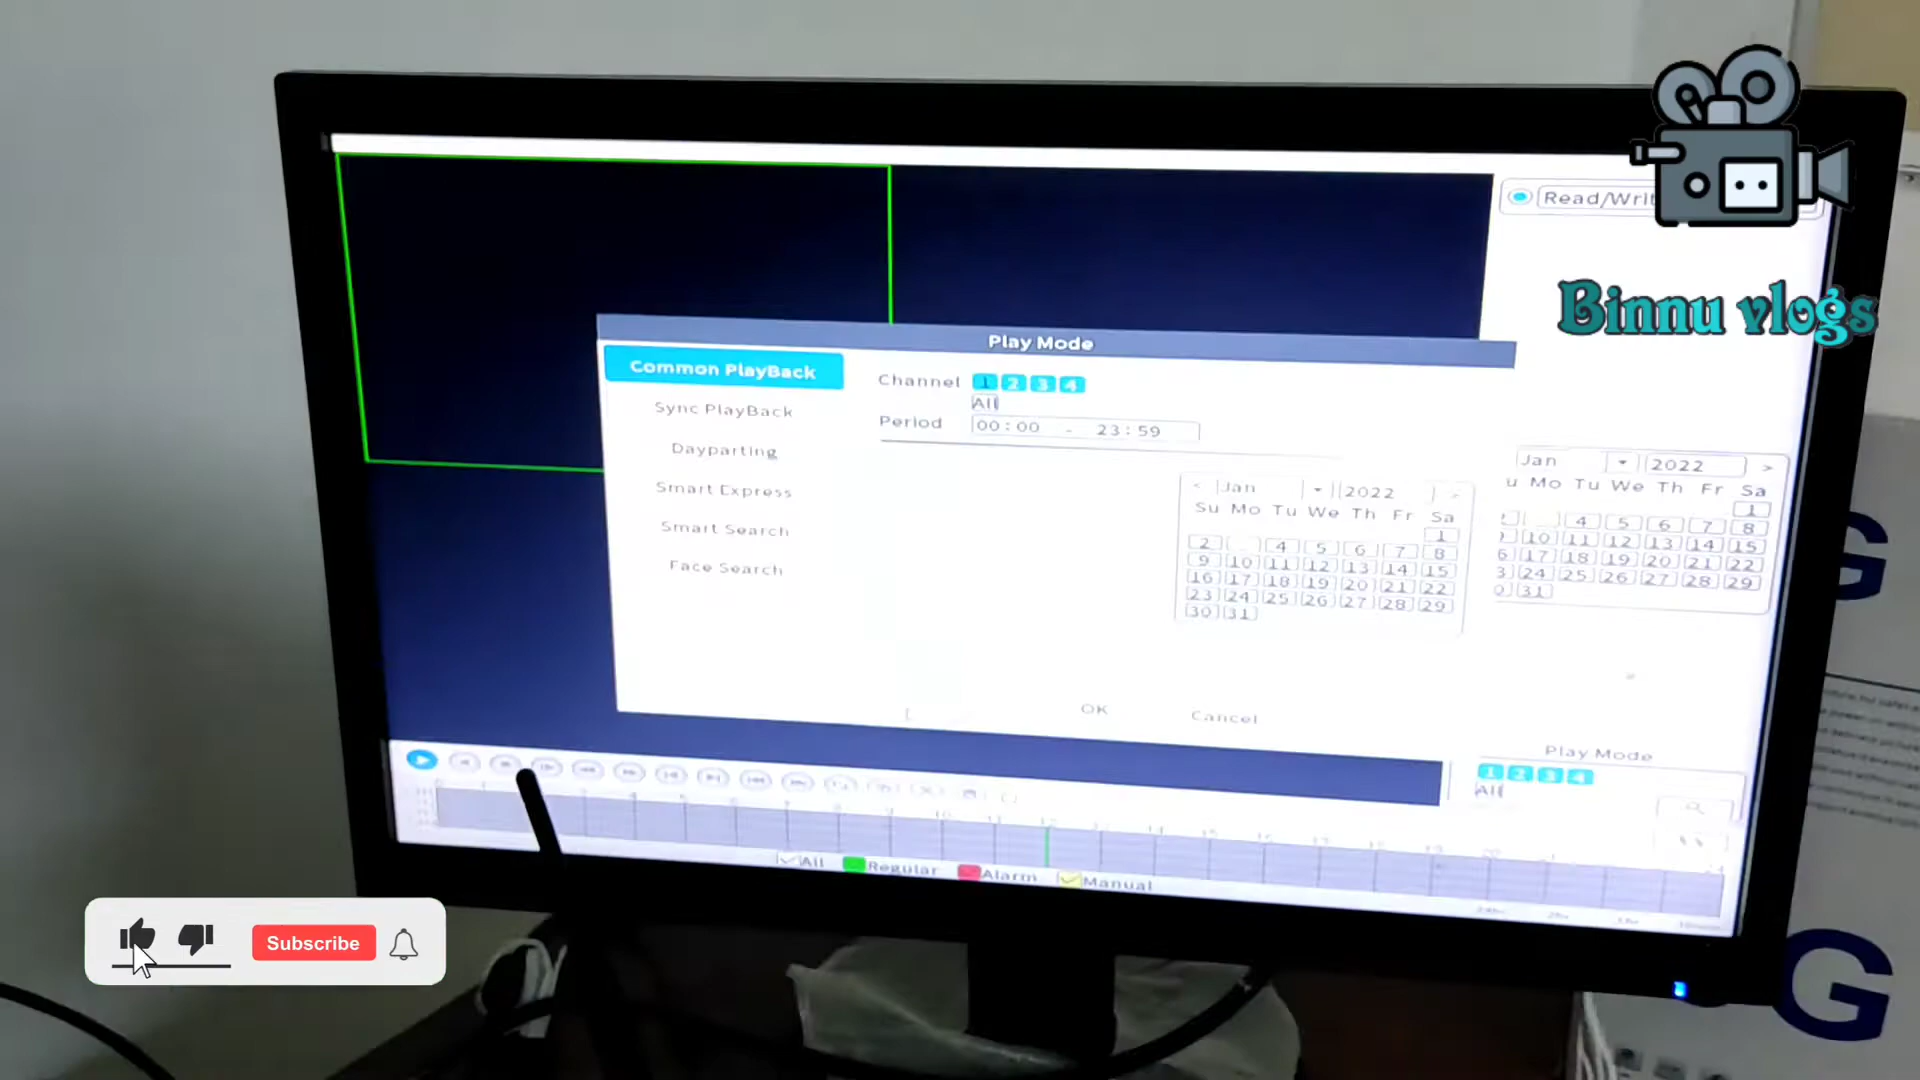 Read/Writ
Binnu vlogs
Play Mode
Common PlayBack
Sync PlayBack
Dayparting
Smart Express
Smart Search
Face Search
Channel 1 2 3 4
All
Period 00:00 - 23:59
< Jan 2022
Su Mo Tu We Th Fr Sa
1
2 4 5 6 7 8
9 10 11 12 13 14 15
16 17 18 19 20 21 22
23 24 25 26 27 28 29
30 31
OK Cancel
Jan 2022 >
u Mo Tu We Th Fr Sa
1
4 5 6 7 8
10 11 12 13 14 15
6 17 18 19 20 21 22
3 24 25 26 27 28 29
0 31
Play Mode
1 2 3 4
All
All Regular Alarm Manual
Subscribe
G
G